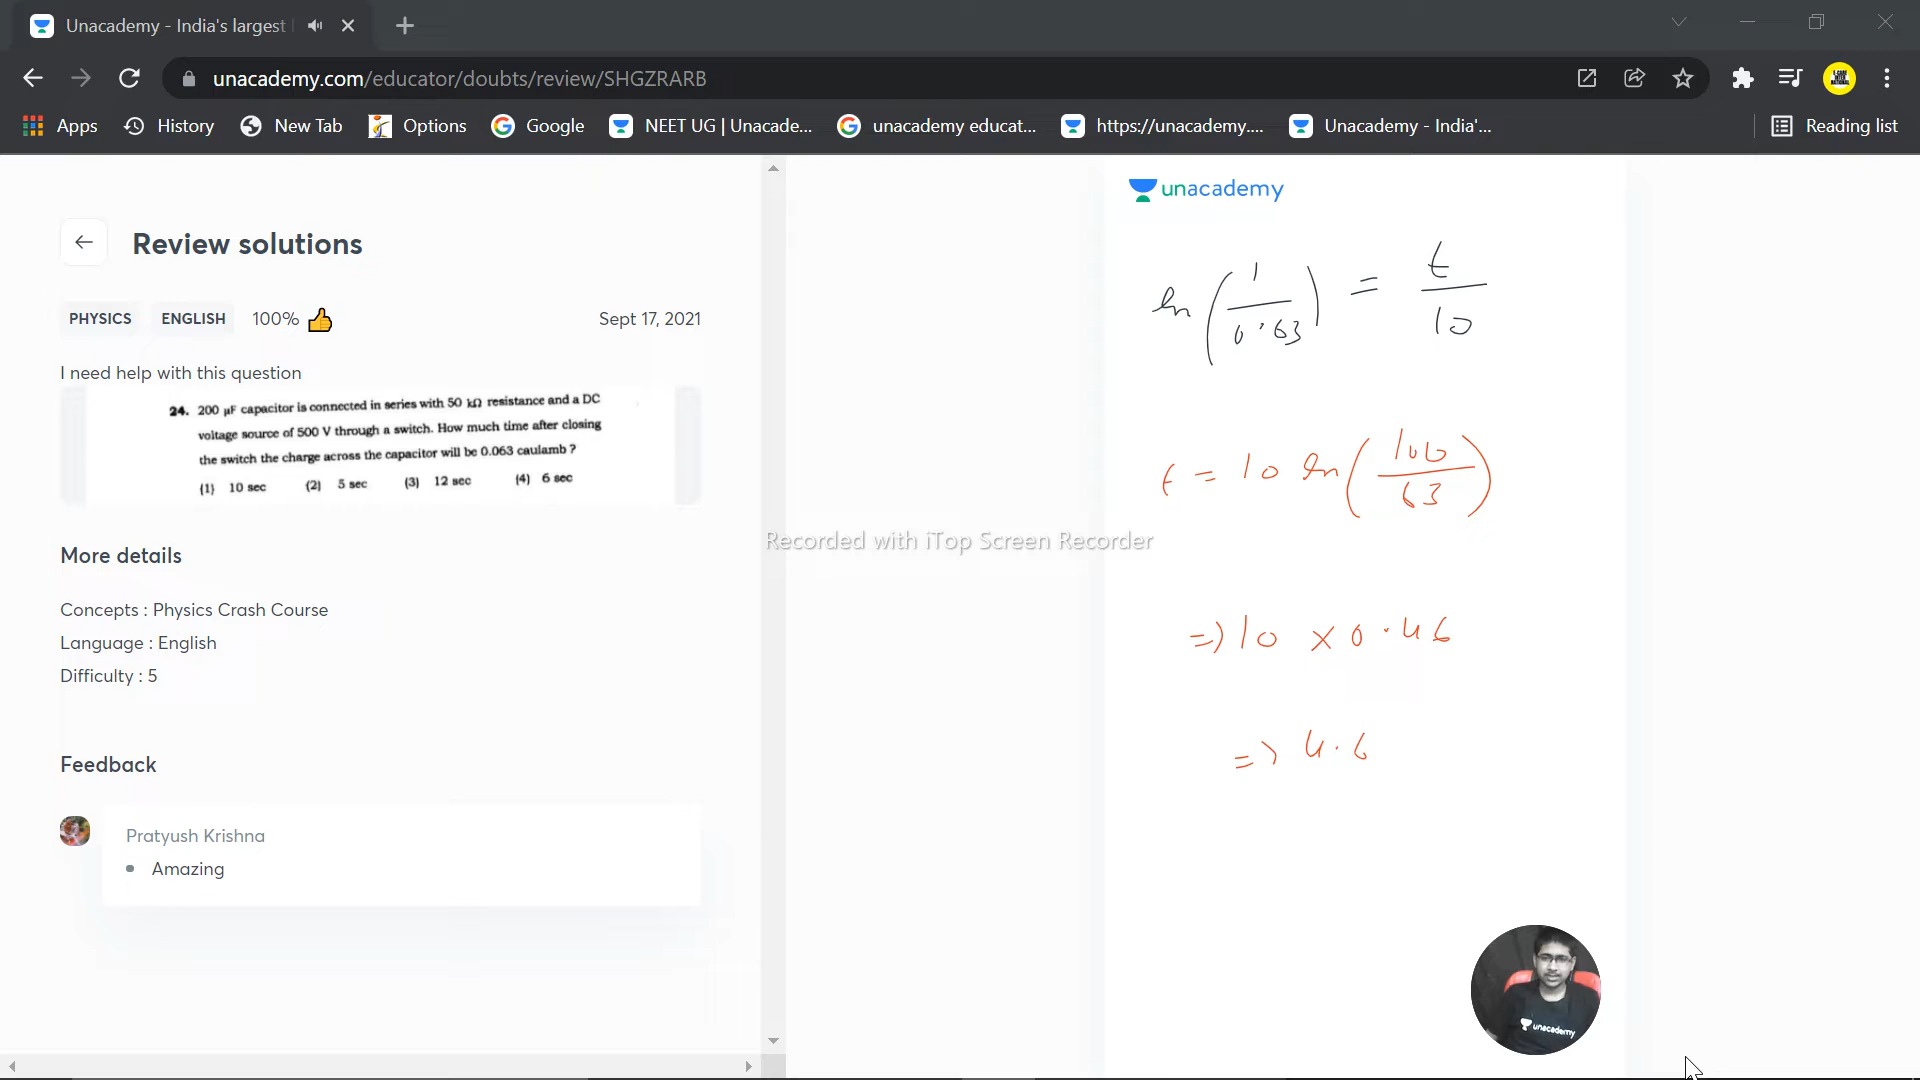 Unacademy - India's largest
unacademy.com/educator/doubts/review/SHGZRARB
Apps History New Tab Options Google NEET UG | Unacade... unacademy educat... https://unacademy.... Unacademy - India'... Reading list
Review solutions
PHYSICS ENGLISH 100% Sept 17, 2021
I need help with this question
24. 200 μF capacitor is connected in series with 50 kΩ resistance and a DC
voltage source of 500 V through a switch. How much time after closing
the switch the charge across the capacitor will be 0.063 caulamb ?
(1) 10 sec (2) 5 sec (3) 12 sec (4) 6 sec
More details
Concepts : Physics Crash Course
Language : English
Difficulty : 5
Feedback
Pratyush Krishna
• Amazing
unacademy
ln(1/0.63) = t/10
t = 10 ln(100/63)
=> 10 × 0.46
=> 4.6
Recorded with iTop Screen Recorder
unacademy